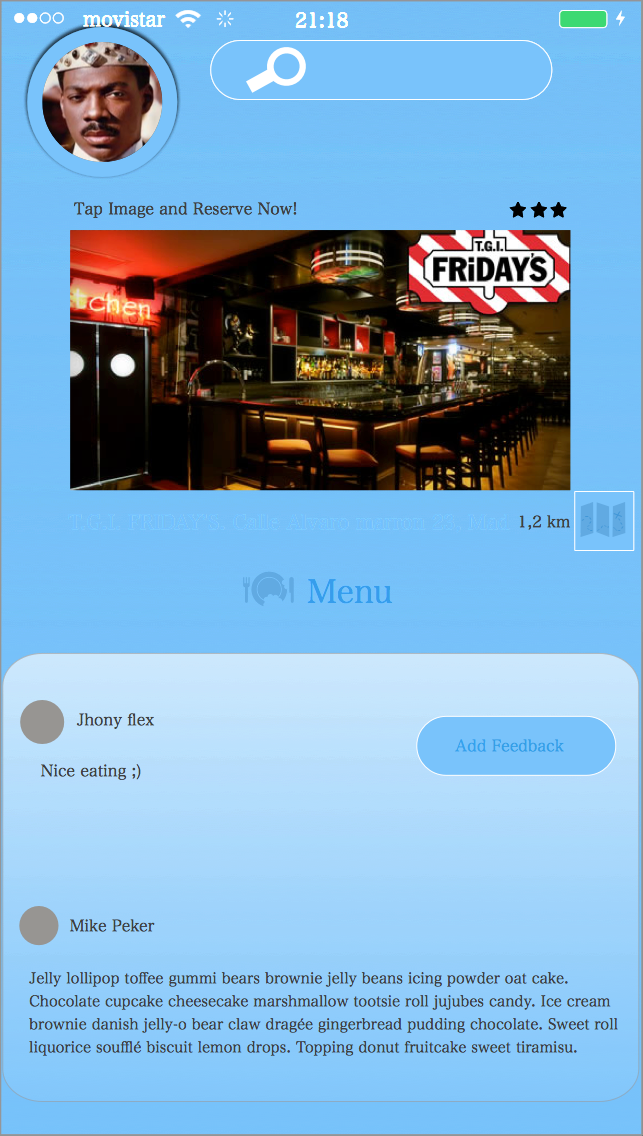 movistar 21:18
Tap Image and Reserve Now!
tchen
T.G.I.
FRiDAY'S
T.G.I. FRIDAY'S. Calle Alvaro 25, Mad
1,2 km
Menu
Jhony flex
Add Feedback
Nice eating ;)
Mike Peker
Jelly lollipop toffee gummi bears brownie jelly beans icing powder oat cake.
Chocolate cupcake cheesecake marshmallow tootsie roll jujubes candy. Ice cream
brownie danish jelly-o bear claw dragée gingerbread pudding chocolate. Sweet roll
liquorice soufflé biscuit lemon drops. Topping donut fruitcake sweet tiramisu.